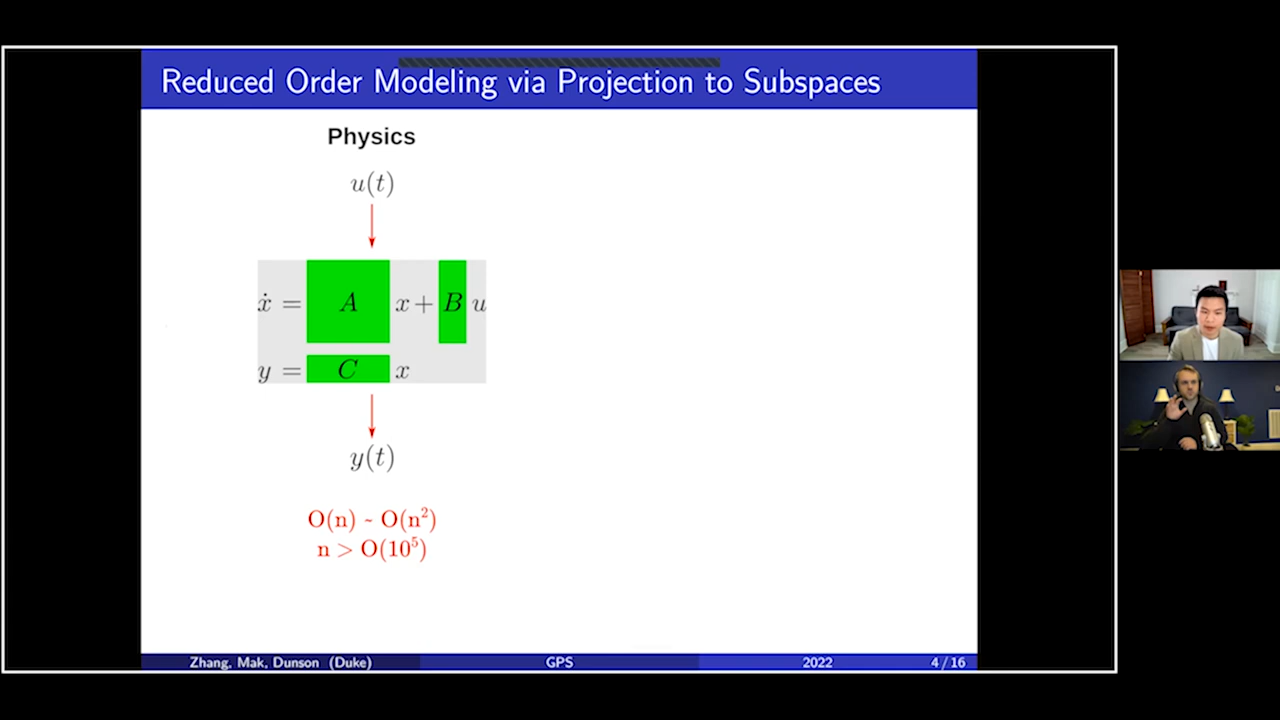 Reduced Order Modeling via Projection to Subspaces
Physics
u(t)
ẋ = A x + B u
y = C x
y(t)
O(n) ~ O(n²)
n > O(10⁵)
Zhang, Mak, Dunson (Duke) GPS 2022 4 / 16